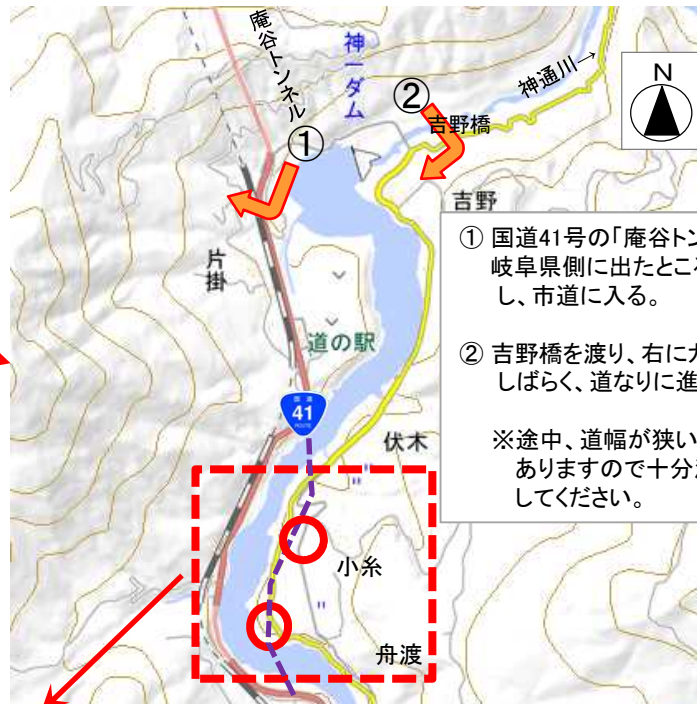 庵谷トンネル
神一ダム
神通川→
N
①
②
吉野橋
吉野
片掛
道の駅
国道
41
ROUTE
伏木
小糸
舟渡
① 国道41号の「庵谷トン
岐阜県側に出たところ
し、市道に入る。
② 吉野橋を渡り、右に
しばらく、道なりに進
※途中、道幅が狭い
ありますので十分
してください。